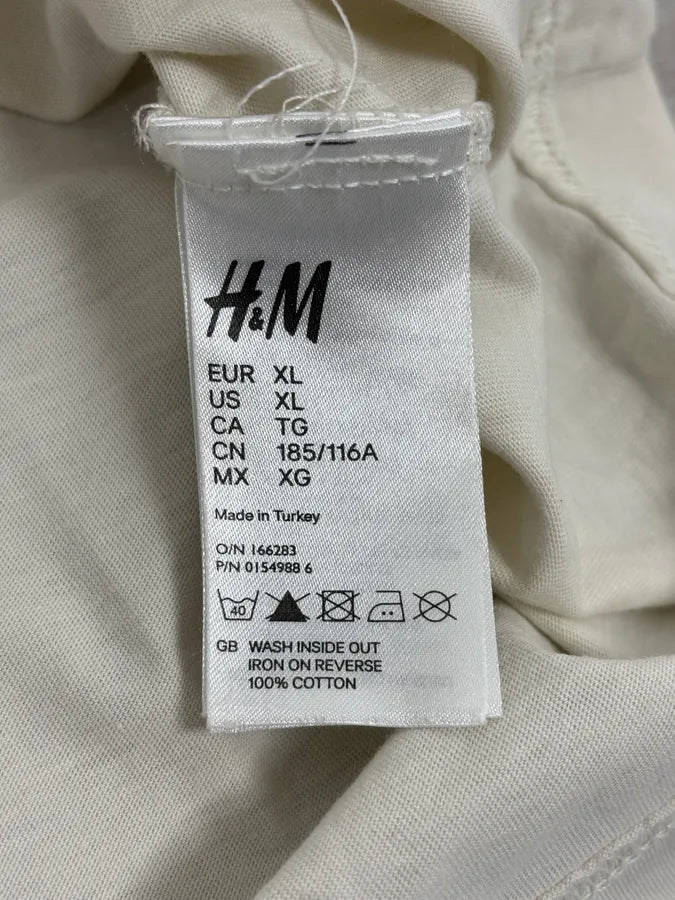 H&M
EUR XL
US XL
CA TG
CN 185/116A
MX XG
Made in Turkey
O/N 166283
P/N 0154988 6
40
GB WASH INSIDE OUT
IRON ON REVERSE
100% COTTON